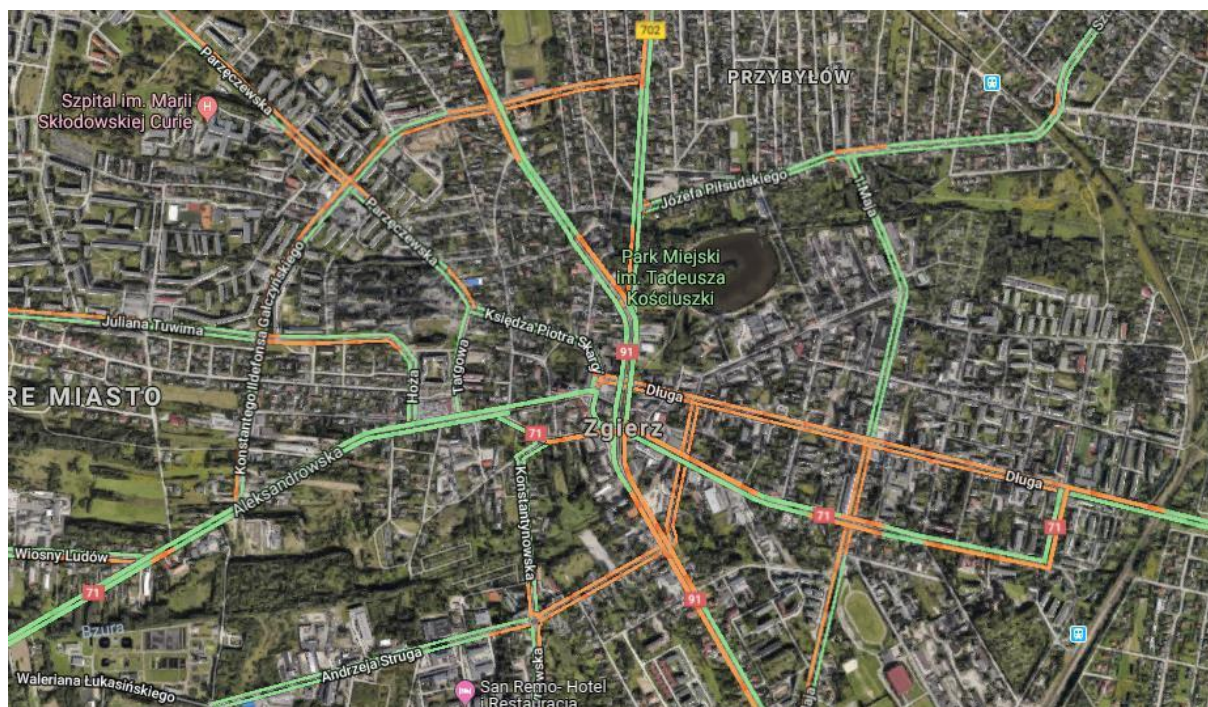 702
Sz
Parzęczewska
PRZYBYŁÓW
Szpital im. Marii
Skłodowskiej Curie
H
Józefa Piłsudskiego
Parzęczewska
1 Maja
Park Miejski
im. Tadeusza
Kościuszki
Konstantego Ildefonsa Gałczyńskiego
Juliana Tuwima
Księdza Piotra Skargi
91
Targowa
Hoża
RE MIASTO
Długa
Zgierz
71
Aleksandrowska
Konstantynowska
Długa
71
71
Wiosny Ludów
71
91
Bzura
Andrzeja Struga
Waleriana Łukasińskiego
San Remo- Hotel
i Restauracja